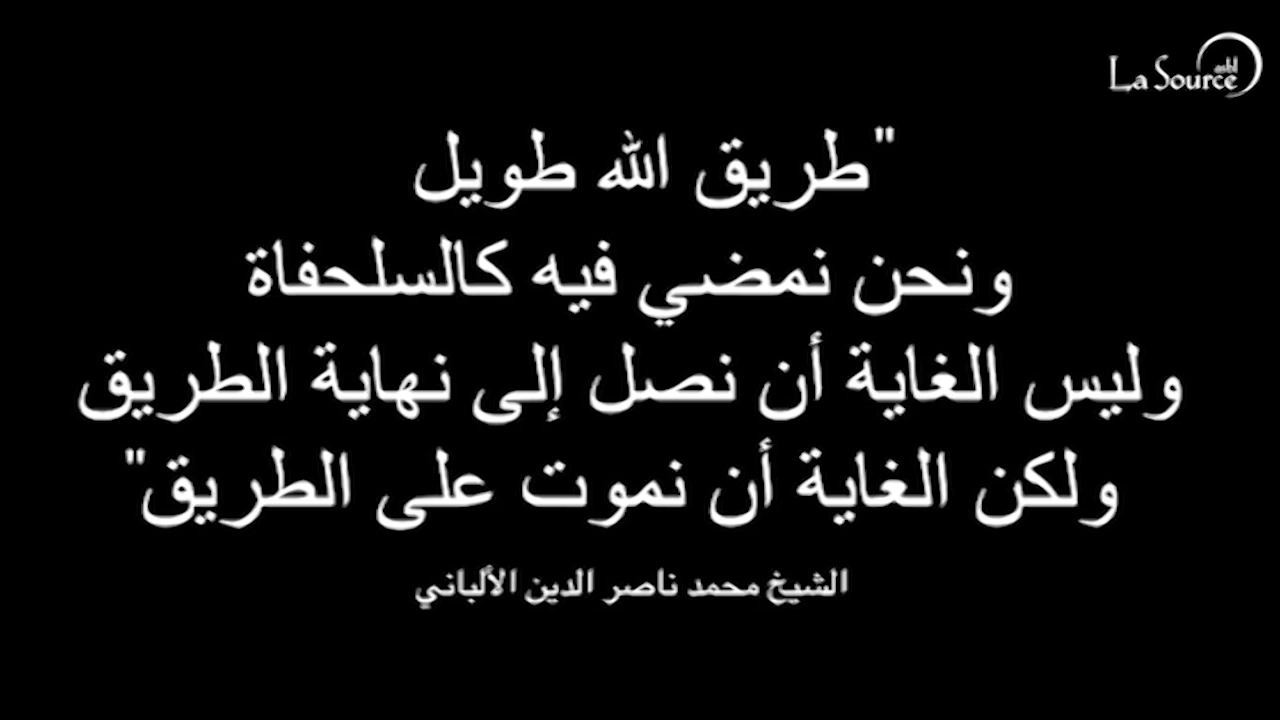 La Source
asbl
"طريق الله طويل
ونحن نمضي فيه كالسلحفاة
وليس الغاية أن نصل إلى نهاية الطريق
ولكن الغاية أن نموت على الطريق"
الشيخ محمد ناصر الدين الألباني